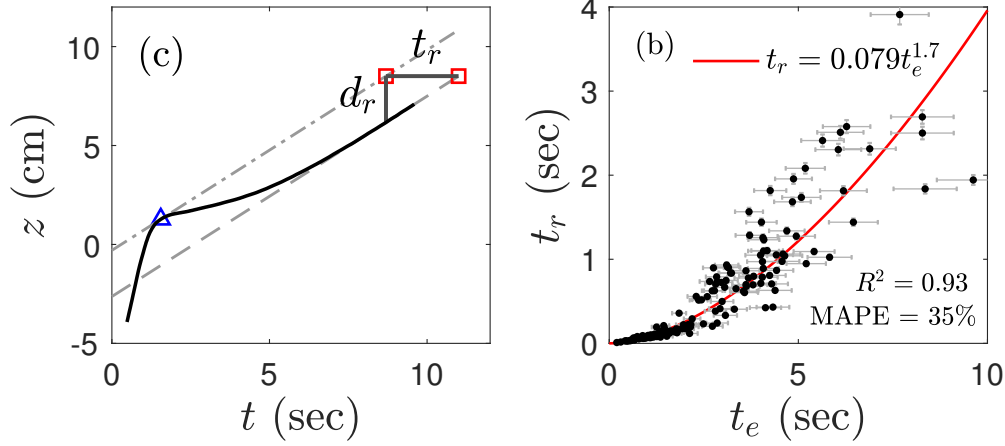 (c)
t_r
d_r
10
5
0
-5
z (cm)
0
5
10
t (sec)
(b)
t_r = 0.079t_e^{1.7}
4
3
2
1
0
t_r (sec)
R^2 = 0.93
MAPE = 35%
0
5
10
t_e (sec)